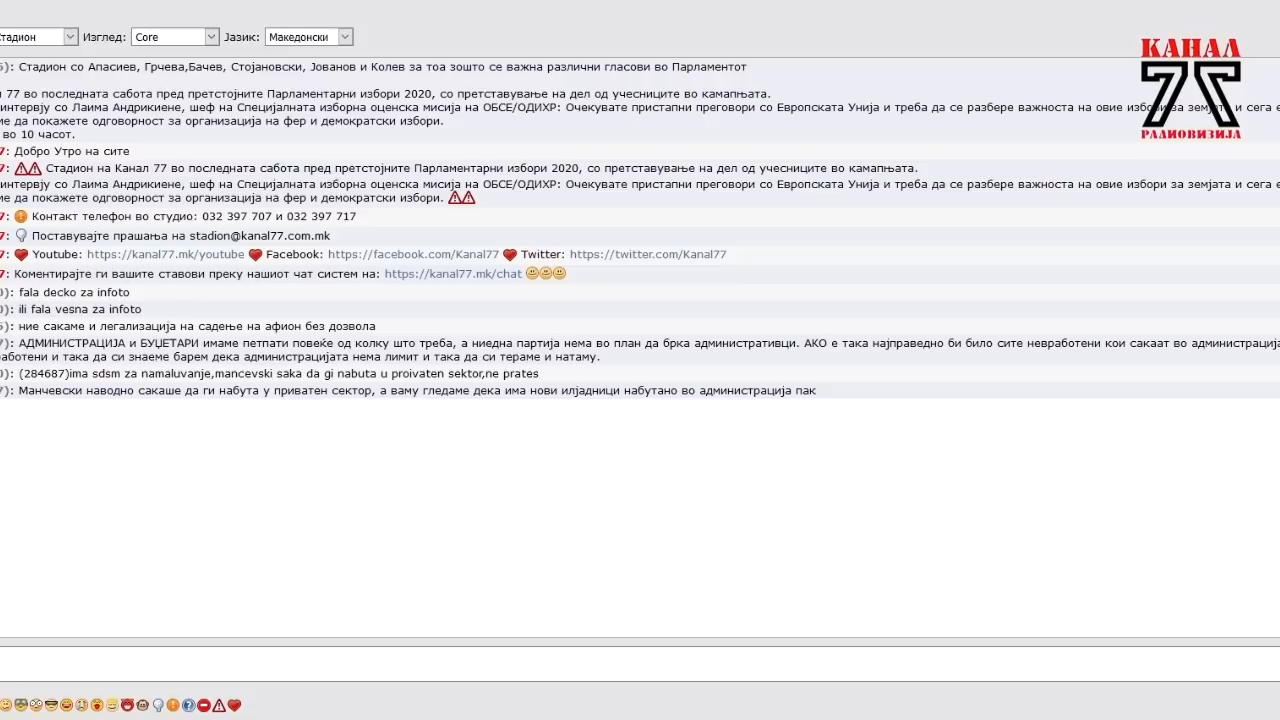 Стадион
Изглед:
Core
Јазик:
Македонски
КАНАЛ
77
РАДИОВИЗИЈА
5): Стадион со Апасиев, Грчева,Бачев, Стојановски, Јованов и Колев за тоа зошто се важни различни гласови во Парламентот
77 во последната сабота пред претстојните Парламентарни избори 2020, со претставување на дел од учесниците во кампањата.
интервју со Лаима Андрикиене, шеф на Специјалната изборна оценска мисија на ОБСЕ/ОДИХР: Очекувате пристапни преговори со Европската Унија и треба да се разбере важноста на овие избори за земјата и сега е
ме да покажете одговорност за организација на фер и демократски избори.
во 10 часот.
7: Добро Утро на сите
7: Стадион на Канал 77 во последната сабота пред претстојните Парламентарни избори 2020, со претставување на дел од учесниците во кампањата.
интервју со Лаима Андрикиене, шеф на Специјалната изборна оценска мисија на ОБСЕ/ОДИХР: Очекувате пристапни преговори со Европската Унија и треба да се разбере важноста на овие избори за земјата и сега е
ме да покажете одговорност за организација на фер и демократски избори.
7: Контакт телефон во студио: 032 397 707 и 032 397 717
7: Поставувајте прашања на stadion@kanal77.com.mk
7: Youtube: https://kanal77.mk/youtube Facebook: https://facebook.com/Kanal77 Twitter: https://twitter.com/Kanal77
7: Коментирајте ги вашите ставови преку нашиот чат систем на: https://kanal77.mk/chat
0): fala decko za infoto
0): ili fala vesna za infoto
5): ние сакаме и легализација на садење на афион без дозвола
7): АДМИНИСТРАЦИЈА и БУЏЕТАРИ имаме петпати повеќе од колку што треба, а ниедна партија нема во план да брка административци. АКО е така најправедно би било сите невработени кои сакаат во администрација
аботени и така да си знаеме барем дека администрацијата нема лимит и така да си тераме и натаму.
0): (284687)ima sdsm za namaluvanje,mancevski saka da gi nabuta u proivaten sektor,ne prates
7): Манчевски наводно сакаше да ги набута у приватен сектор, а ваму гледаме дека има нови илјадници набутано во администрација пак